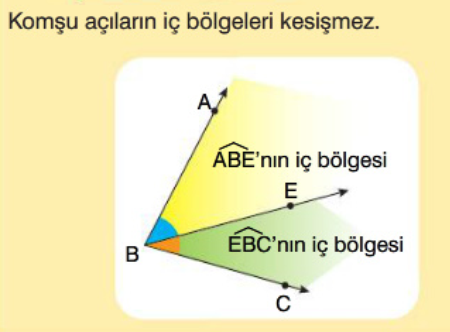 Komşu açıların iç bölgeleri kesişmez.
A
ABE'nın iç bölgesi
E
B
EBC'nın iç bölgesi
C